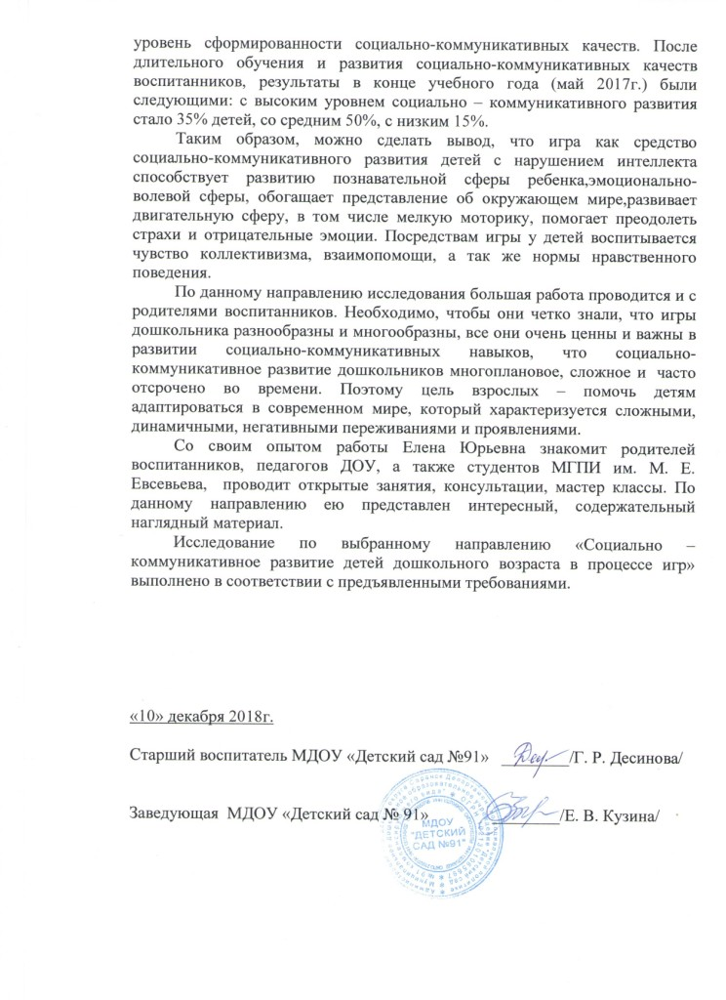 уровень сформированности социально-коммуникативных качеств. После
длительного обучения и развития социально-коммуникативных качеств
воспитанников, результаты в конце учебного года (май 2017г.) были
следующими: с высоким уровнем социально – коммуникативного развития
стало 35% детей, со средним 50%, с низким 15%.
Таким образом, можно сделать вывод, что игра как средство
социально-коммуникативного развития детей с нарушением интеллекта
способствует развитию познавательной сферы ребенка,эмоционально-
волевой сферы, обогащает представление об окружающем мире,развивает
двигательную сферу, в том числе мелкую моторику, помогает преодолеть
страхи и отрицательные эмоции. Посредствам игры у детей воспитывается
чувство коллективизма, взаимопомощи, а так же нормы нравственного
поведения.
По данному направлению исследования большая работа проводится и с
родителями воспитанников. Необходимо, чтобы они четко знали, что игры
дошкольника разнообразны и многообразны, все они очень ценны и важны в
развитии социально-коммуникативных навыков, что социально-
коммуникативное развитие дошкольников многоплановое, сложное и часто
отсрочено во времени. Поэтому цель взрослых – помочь детям
адаптироваться в современном мире, который характеризуется сложными,
динамичными, негативными переживаниями и проявлениями.
Со своим опытом работы Елена Юрьевна знакомит родителей
воспитанников, педагогов ДОУ, а также студентов МГПИ им. М. Е.
Евсевьева, проводит открытые занятия, консультации, мастер классы. По
данному направлению ею представлен интересный, содержательный
наглядный материал.
Исследование по выбранному направлению «Социально –
коммуникативное развитие детей дошкольного возраста в процессе игр»
выполнено в соответствии с предъявленными требованиями.
«10» декабря 2018г.
Старший воспитатель МДОУ «Детский сад №91» /Г. Р. Десинова/
Заведующая МДОУ «Детский сад № 91» /Е. В. Кузина/
МДОУ
"ДЕТСКИЙ
САД №91"